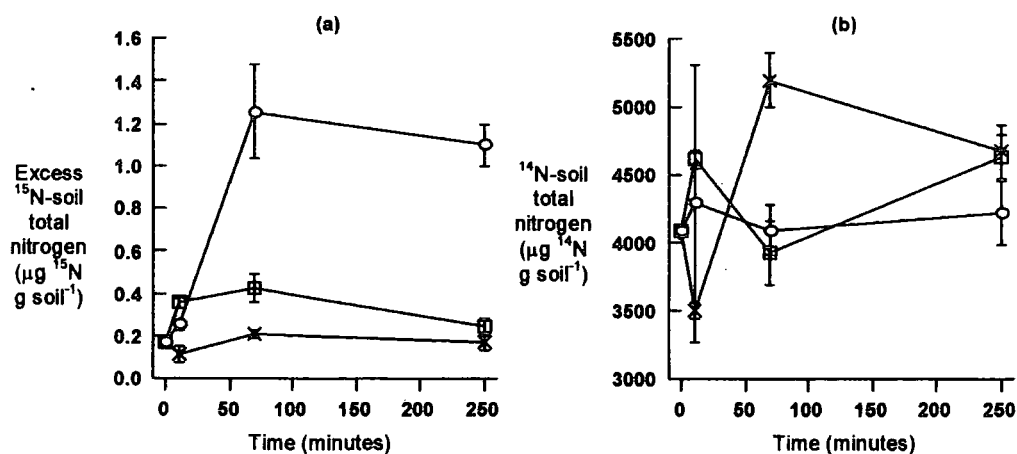 (a)
1.6
1.4
1.2
1.0
0.8
0.6
0.4
0.2
0.0
Excess
¹⁵N-soil
total
nitrogen
(µg ¹⁵N
g soil⁻¹)
0 50 100 150 200 250
Time (minutes)
(b)
5500
5000
4500
4000
3500
3000
¹⁴N-soil
total
nitrogen
(µg ¹⁴N
g soil⁻¹)
0 50 100 150 200 250
Time (minutes)